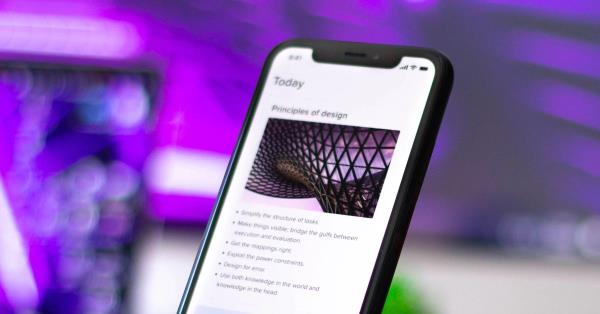 9:41
Today
Principles of design
• Simplify the structure of tasks.
• Make things visible: bridge the gulfs between
execution and evaluation.
• Get the mappings right.
• Exploit the power constraints.
• Design for error.
• Use both knowledge in the world and
knowledge in the head.